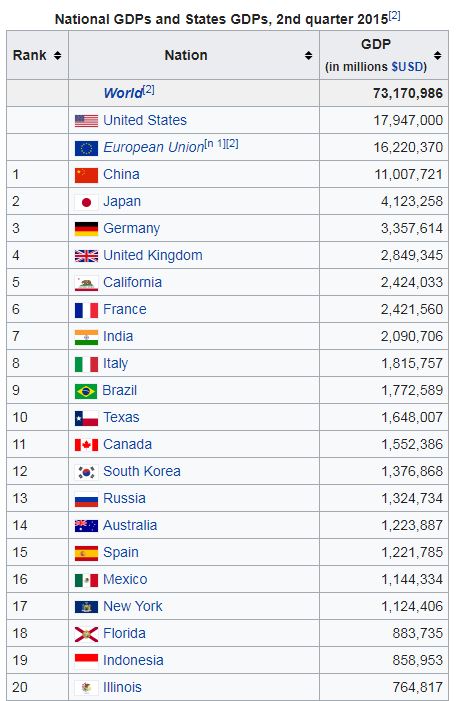 National GDPs and States GDPs, 2nd quarter 2015[2]
Rank Nation GDP (in millions $USD)
World[2] 73,170,986
United States 17,947,000
European Union[n 1][2] 16,220,370
1 China 11,007,721
2 Japan 4,123,258
3 Germany 3,357,614
4 United Kingdom 2,849,345
5 California 2,424,033
6 France 2,421,560
7 India 2,090,706
8 Italy 1,815,757
9 Brazil 1,772,589
10 Texas 1,648,007
11 Canada 1,552,386
12 South Korea 1,376,868
13 Russia 1,324,734
14 Australia 1,223,887
15 Spain 1,221,785
16 Mexico 1,144,334
17 New York 1,124,406
18 Florida 883,735
19 Indonesia 858,953
20 Illinois 764,817